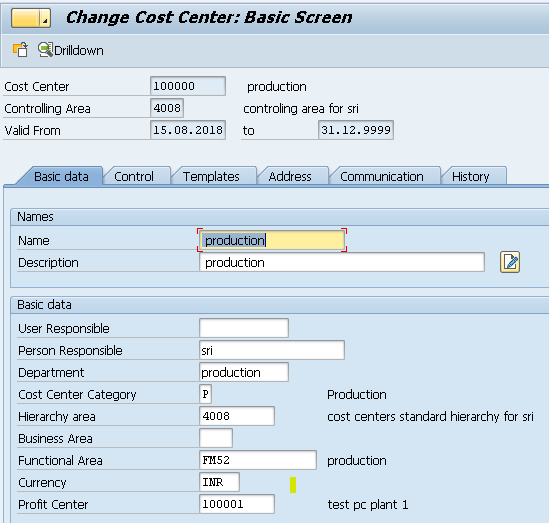 Change Cost Center: Basic Screen
Drilldown
Cost Center 100000 production
Controlling Area 4008 controling area for sri
Valid From 15.08.2018 to 31.12.9999
Basic data Control Templates Address Communication History
Names
Name production
Description production
Basic data
User Responsible
Person Responsible sri
Department production
Cost Center Category P Production
Hierarchy area 4008 cost centers standard hierarchy for sri
Business Area
Functional Area FM52 production
Currency INR
Profit Center 100001 test pc plant 1